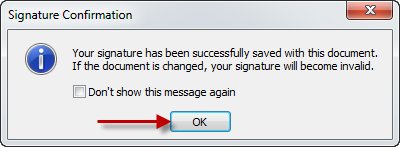 Signature Confirmation
Your signature has been successfully saved with this document.
If the document is changed, your signature will become invalid.
Don't show this message again
OK